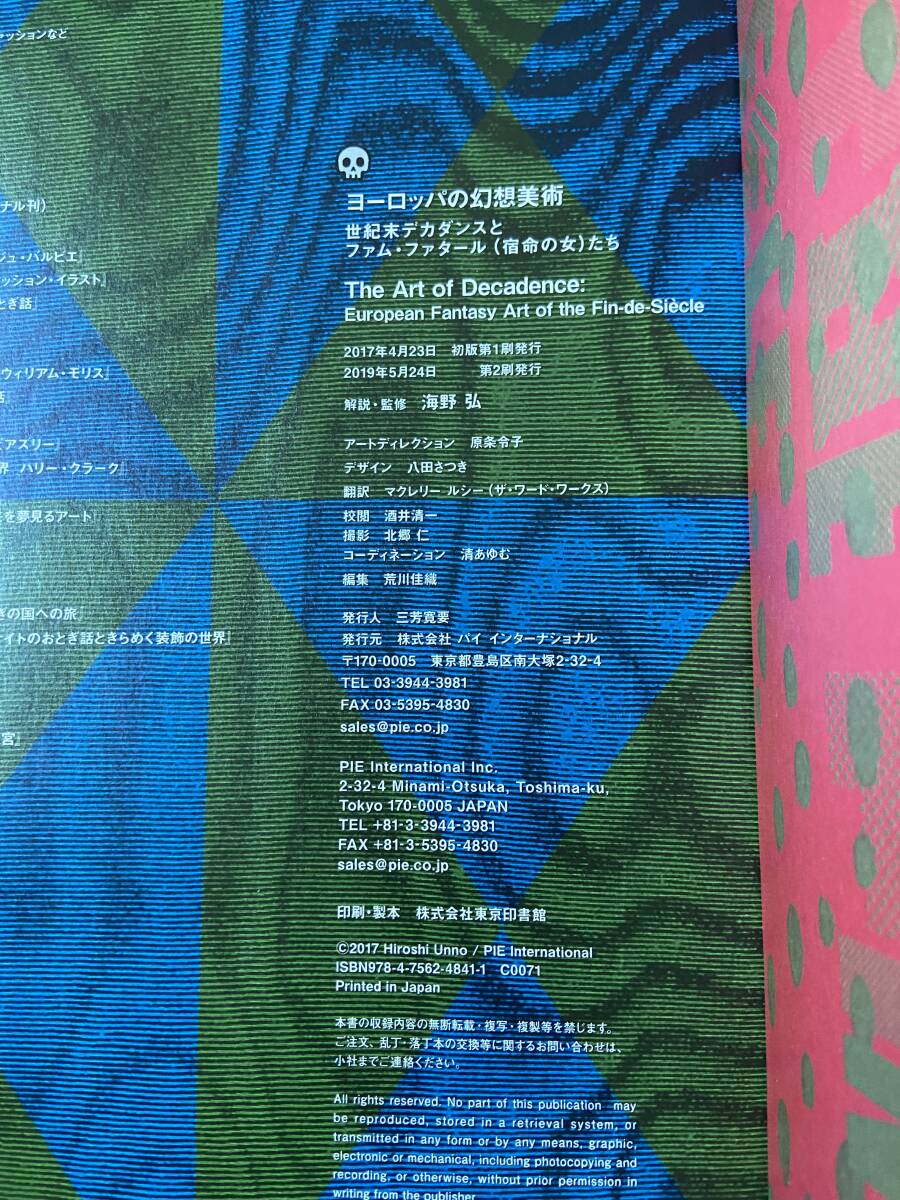 ァッションなど
ナル刊)
ジュ・バルビエ
ッション・イラスト』
とぎ話
ウィリアム・モリス』
話
ビアズリー』
界 ハリー・クラーク
を夢見るアート』
ぎの国への旅
ナイトのおとぎ話ときらめく装飾の世界』
宮』
ヨーロッパの幻想美術
世紀末デカダンスと
ファム・ファタール(宿命の女)たち
The Art of Decadence:
European Fantasy Art of the Fin-de-Siècle
2017年4月23日 初版第1刷発行
2019年5月24日 第2刷発行
解説・監修 海野 弘
アートディレクション 原条令子
デザイン 八田さつき
翻訳 マクレリー ルシー(ザ・ワード・ワークス)
校閲 酒井清一
撮影 北郷 仁
コーディネーション 清あゆむ
編集 荒川佳織
発行人 三芳寛要
発行元 株式会社 パイ インターナショナル
〒170-0005 東京都豊島区南大塚2-32-4
TEL 03-3944-3981
FAX 03-5395-4830
sales@pie.co.jp
PIE International Inc.
2-32-4 Minami-Otsuka, Toshima-ku,
Tokyo 170-0005 JAPAN
TEL +81-3-3944-3981
FAX +81-3-5395-4830
sales@pie.co.jp
印刷・製本 株式会社東京印書館
©2017 Hiroshi Unno / PIE International
ISBN978-4-7562-4841-1 C0071
Printed in Japan
本書の収録内容の無断転載・複写・複製等を禁じます。
ご注文、乱丁・落丁本の交換等に関するお問い合わせは、
小社までご連絡ください。
All rights reserved. No part of this publication may
be reproduced, stored in a retrieval system, or
transmitted in any form or by any means, graphic,
electronic or mechanical, including photocopying and
recording, or otherwise, without prior permission in
writing from the publisher.